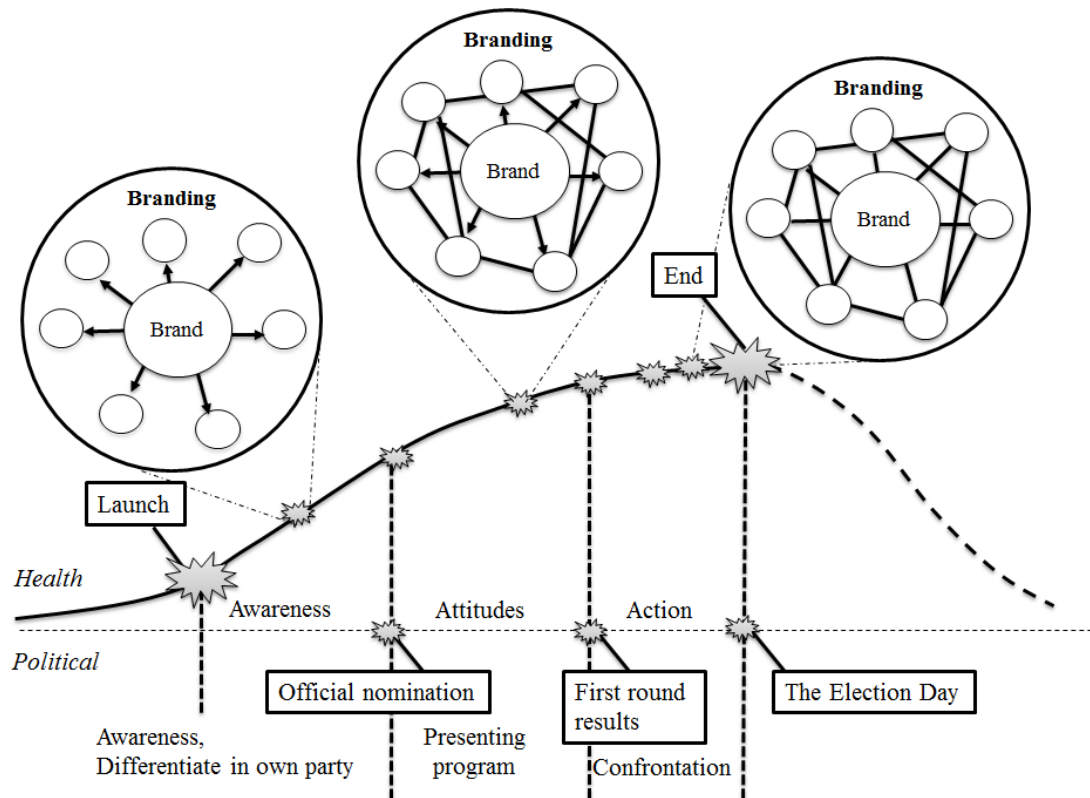 Branding
Brand
Branding
Brand
Branding
Brand
Launch
End
Health
Awareness
Attitudes
Action
Political
Official nomination
First round
results
The Election Day
Awareness,
Differentiate in own party
Presenting
program
Confrontation